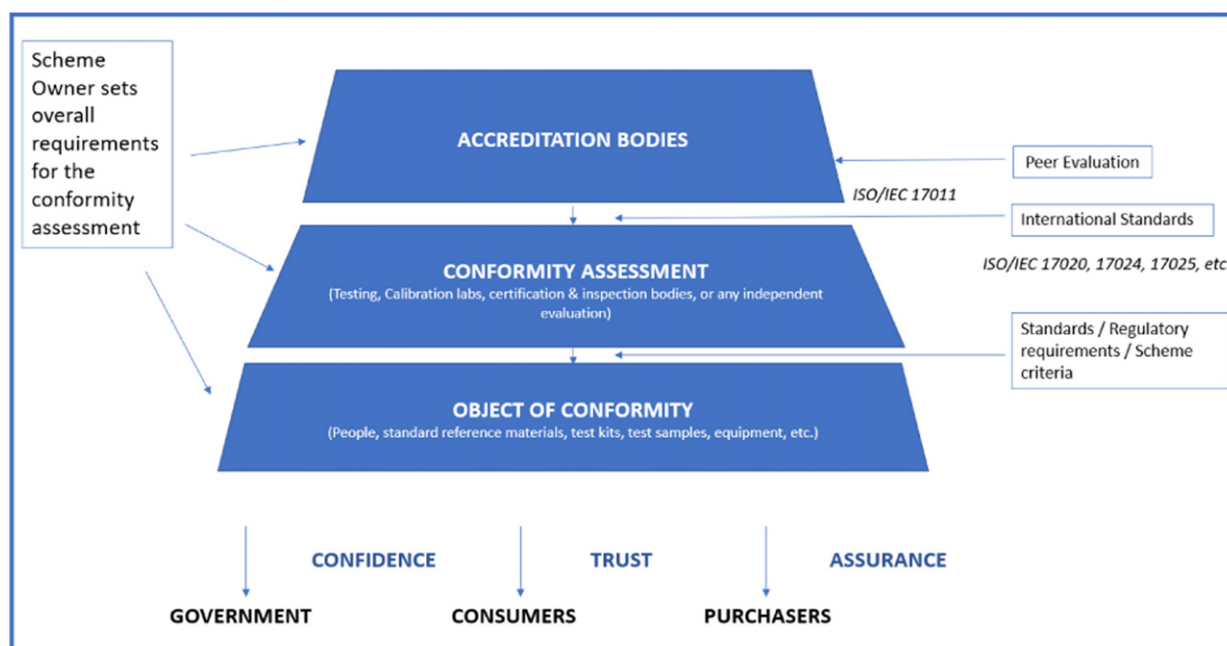 Scheme
Owner sets
overall
requirements
for the
conformity
assessment
ACCREDITATION BODIES
Peer Evaluation
ISO/IEC 17011
International Standards
CONFORMITY ASSESSMENT
(Testing, Calibration labs, certification & inspection bodies, or any independent
evaluation)
ISO/IEC 17020, 17024, 17025, etc
Standards / Regulatory
requirements / Scheme
criteria
OBJECT OF CONFORMITY
(People, standard reference materials, test kits, test samples, equipment, etc.)
CONFIDENCE
TRUST
ASSURANCE
GOVERNMENT
CONSUMERS
PURCHASERS